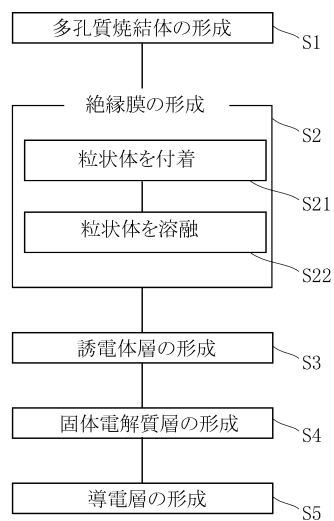 多孔質焼結体の形成
S1
絶縁膜の形成
S2
粒状体を付着
S21
粒状体を溶融
S22
誘電体層の形成
S3
固体電解質層の形成
S4
導電層の形成
S5